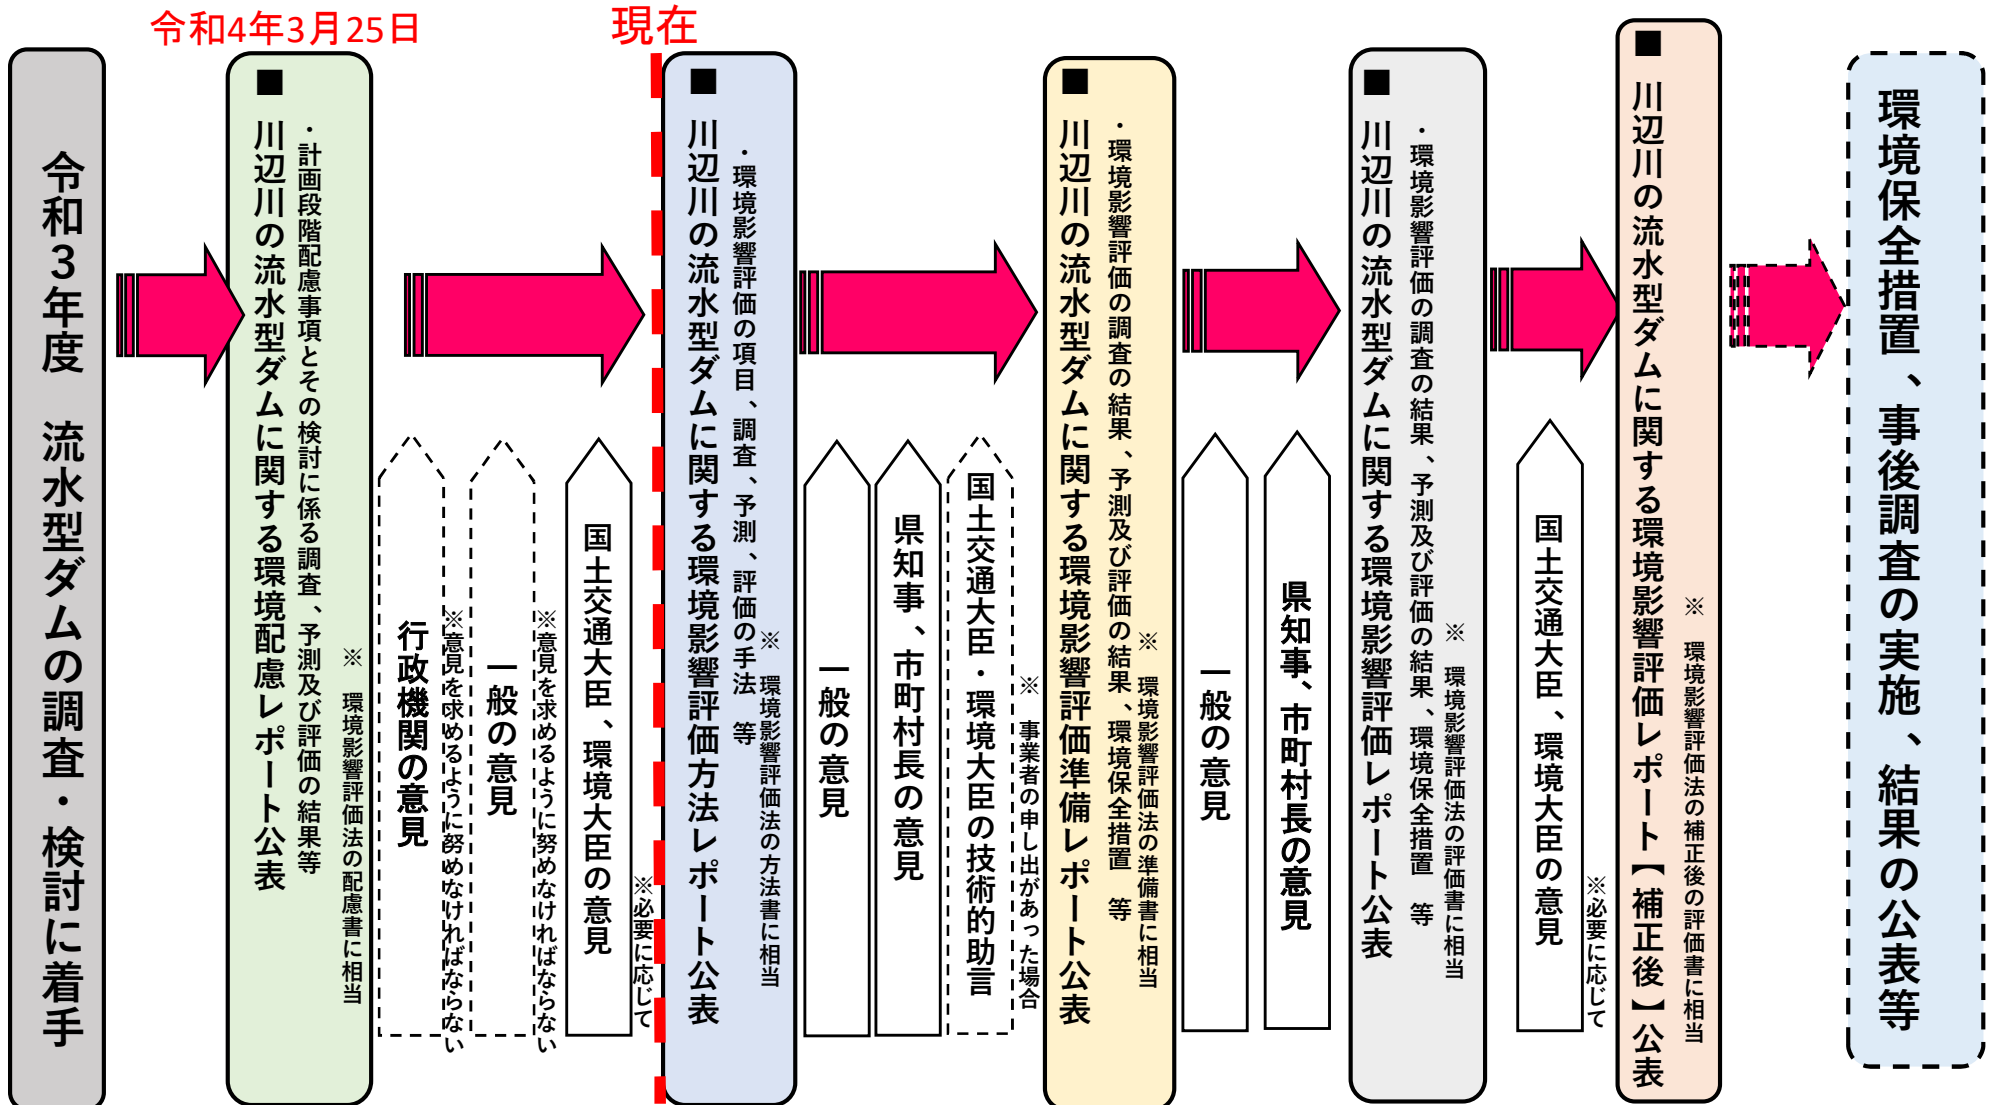 令和4年3月25日
現在
令和3年度　流水型ダムの調査・検討に着手
■
川辺川の流水型ダムに関する環境配慮レポート公表
・計画段階配慮事項とその検討に係る調査、予測及び評価の結果等
※　環境影響評価法の配慮書に相当
行政機関の意見
※意見を求めるように努めなければならない
一般の意見
※意見を求めるように努めなければならない
国土交通大臣、環境大臣の意見
※必要に応じて
■
川辺川の流水型ダムに関する環境影響評価方法レポート公表
・環境影響評価の項目、調査、予測、評価の手法　等
※　環境影響評価法の方法書に相当
一般の意見
県知事、市町村長の意見
国土交通大臣・環境大臣の技術的助言
※　事業者の申し出があった場合
■
川辺川の流水型ダムに関する環境影響評価準備レポート公表
・環境影響評価の調査の結果、予測及び評価の結果、環境保全措置　等
※　環境影響評価法の準備書に相当
一般の意見
県知事、市町村長の意見
■
川辺川の流水型ダムに関する環境影響評価レポート公表
・環境影響評価の調査の結果、予測及び評価の結果、環境保全措置　等
※　環境影響評価法の評価書に相当
国土交通大臣、環境大臣の意見
※必要に応じて
■
川辺川の流水型ダムに関する環境影響評価レポート【補正後】公表
※　環境影響評価法の補正後の評価書に相当
環境保全措置、事後調査の実施、結果の公表等